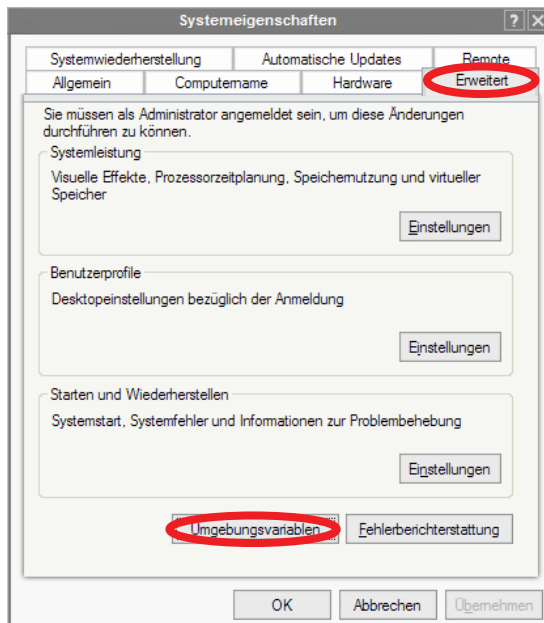 Systemeigenschaften
Systemwiederherstellung Automatische Updates Remote
Allgemein Computername Hardware Erweitert
Sie müssen als Administrator angemeldet sein, um diese Änderungen
durchführen zu können.
Systemleistung
Visuelle Effekte, Prozessorzeitplanung, Speichernutzung und virtueller
Speicher
Einstellungen
Benutzerprofile
Desktopeinstellungen bezüglich der Anmeldung
Einstellungen
Starten und Wiederherstellen
Systemstart, Systemfehler und Informationen zur Problembehebung
Einstellungen
Umgebungsvariablen Fehlerberichterstattung
OK Abbrechen Übernehmen